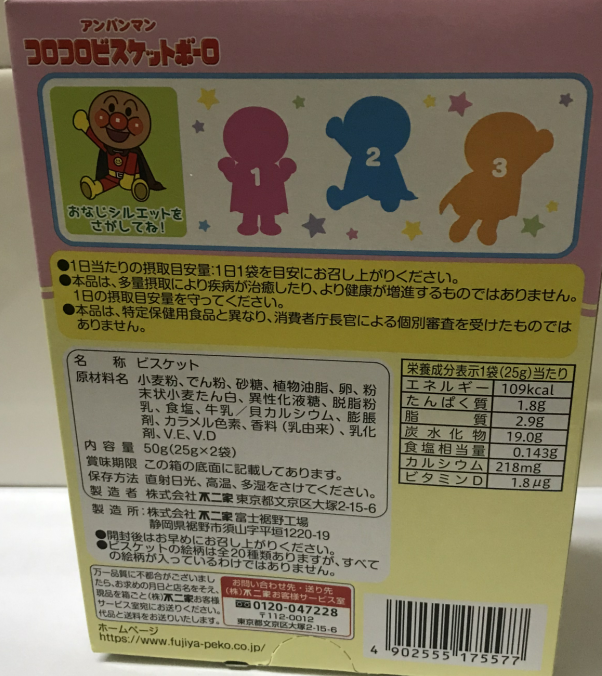 アンパンマン
コロコロビスケットボーロ
おなじシルエットを
さがしてね!
1
2
3
●1日当たりの摂取目安量:1日1袋を目安にお召し上がりください。
●本品は、多量摂取により疾病が治癒したり、より健康が増進するものではありません。
1日の摂取目安量を守ってください。
●本品は、特定保健用食品と異なり、消費者庁長官による個別審査を受けたものでは
ありません。
名 称 ビスケット
原材料名 小麦粉、でん粉、砂糖、植物油脂、卵、粉
末状小麦たん白、異性化液糖、脱脂粉
乳、食塩、牛乳/貝カルシウム、膨脹
剤、カラメル色素、香料(乳由来)、乳化
剤、V.E、V.D
内 容 量 50g(25g×2袋)
賞味期限 この箱の底面に記載してあります。
保存方法 直射日光、高温、多湿をさけてください。
製 造 者 株式会社 不二家 東京都文京区大塚2-15-6
製 造 所:株式会社 不二家 富士裾野工場
静岡県裾野市須山字平垣1220-19
●開封後はお早めにお召し上がりください。
●ビスケットの絵柄は全20種類ありますが、すべて
の絵柄が入っているわけではありません。
栄養成分表示1袋(25g)当たり
エネルギー 109kcal
たんぱく質 1.8g
脂 質 2.9g
炭水化物 19.0g
食塩相当量 0.143g
カルシウム 218mg
ビタミンD 1.8μg
万一品質に不都合がございまし
たら、お求めの月日と店名をそえ、
現品を箱ごと(株)不二家お客様
サービス室宛にお送りください。
代品と送料をお送りいたします。
お問い合わせ先・送り先
(株)不二家お客様サービス室
0120-047228
〒112-0012
東京都文京区大塚2-15-6
ホームページ
https://www.fujiya-peko.co.jp/
4 902555 175577